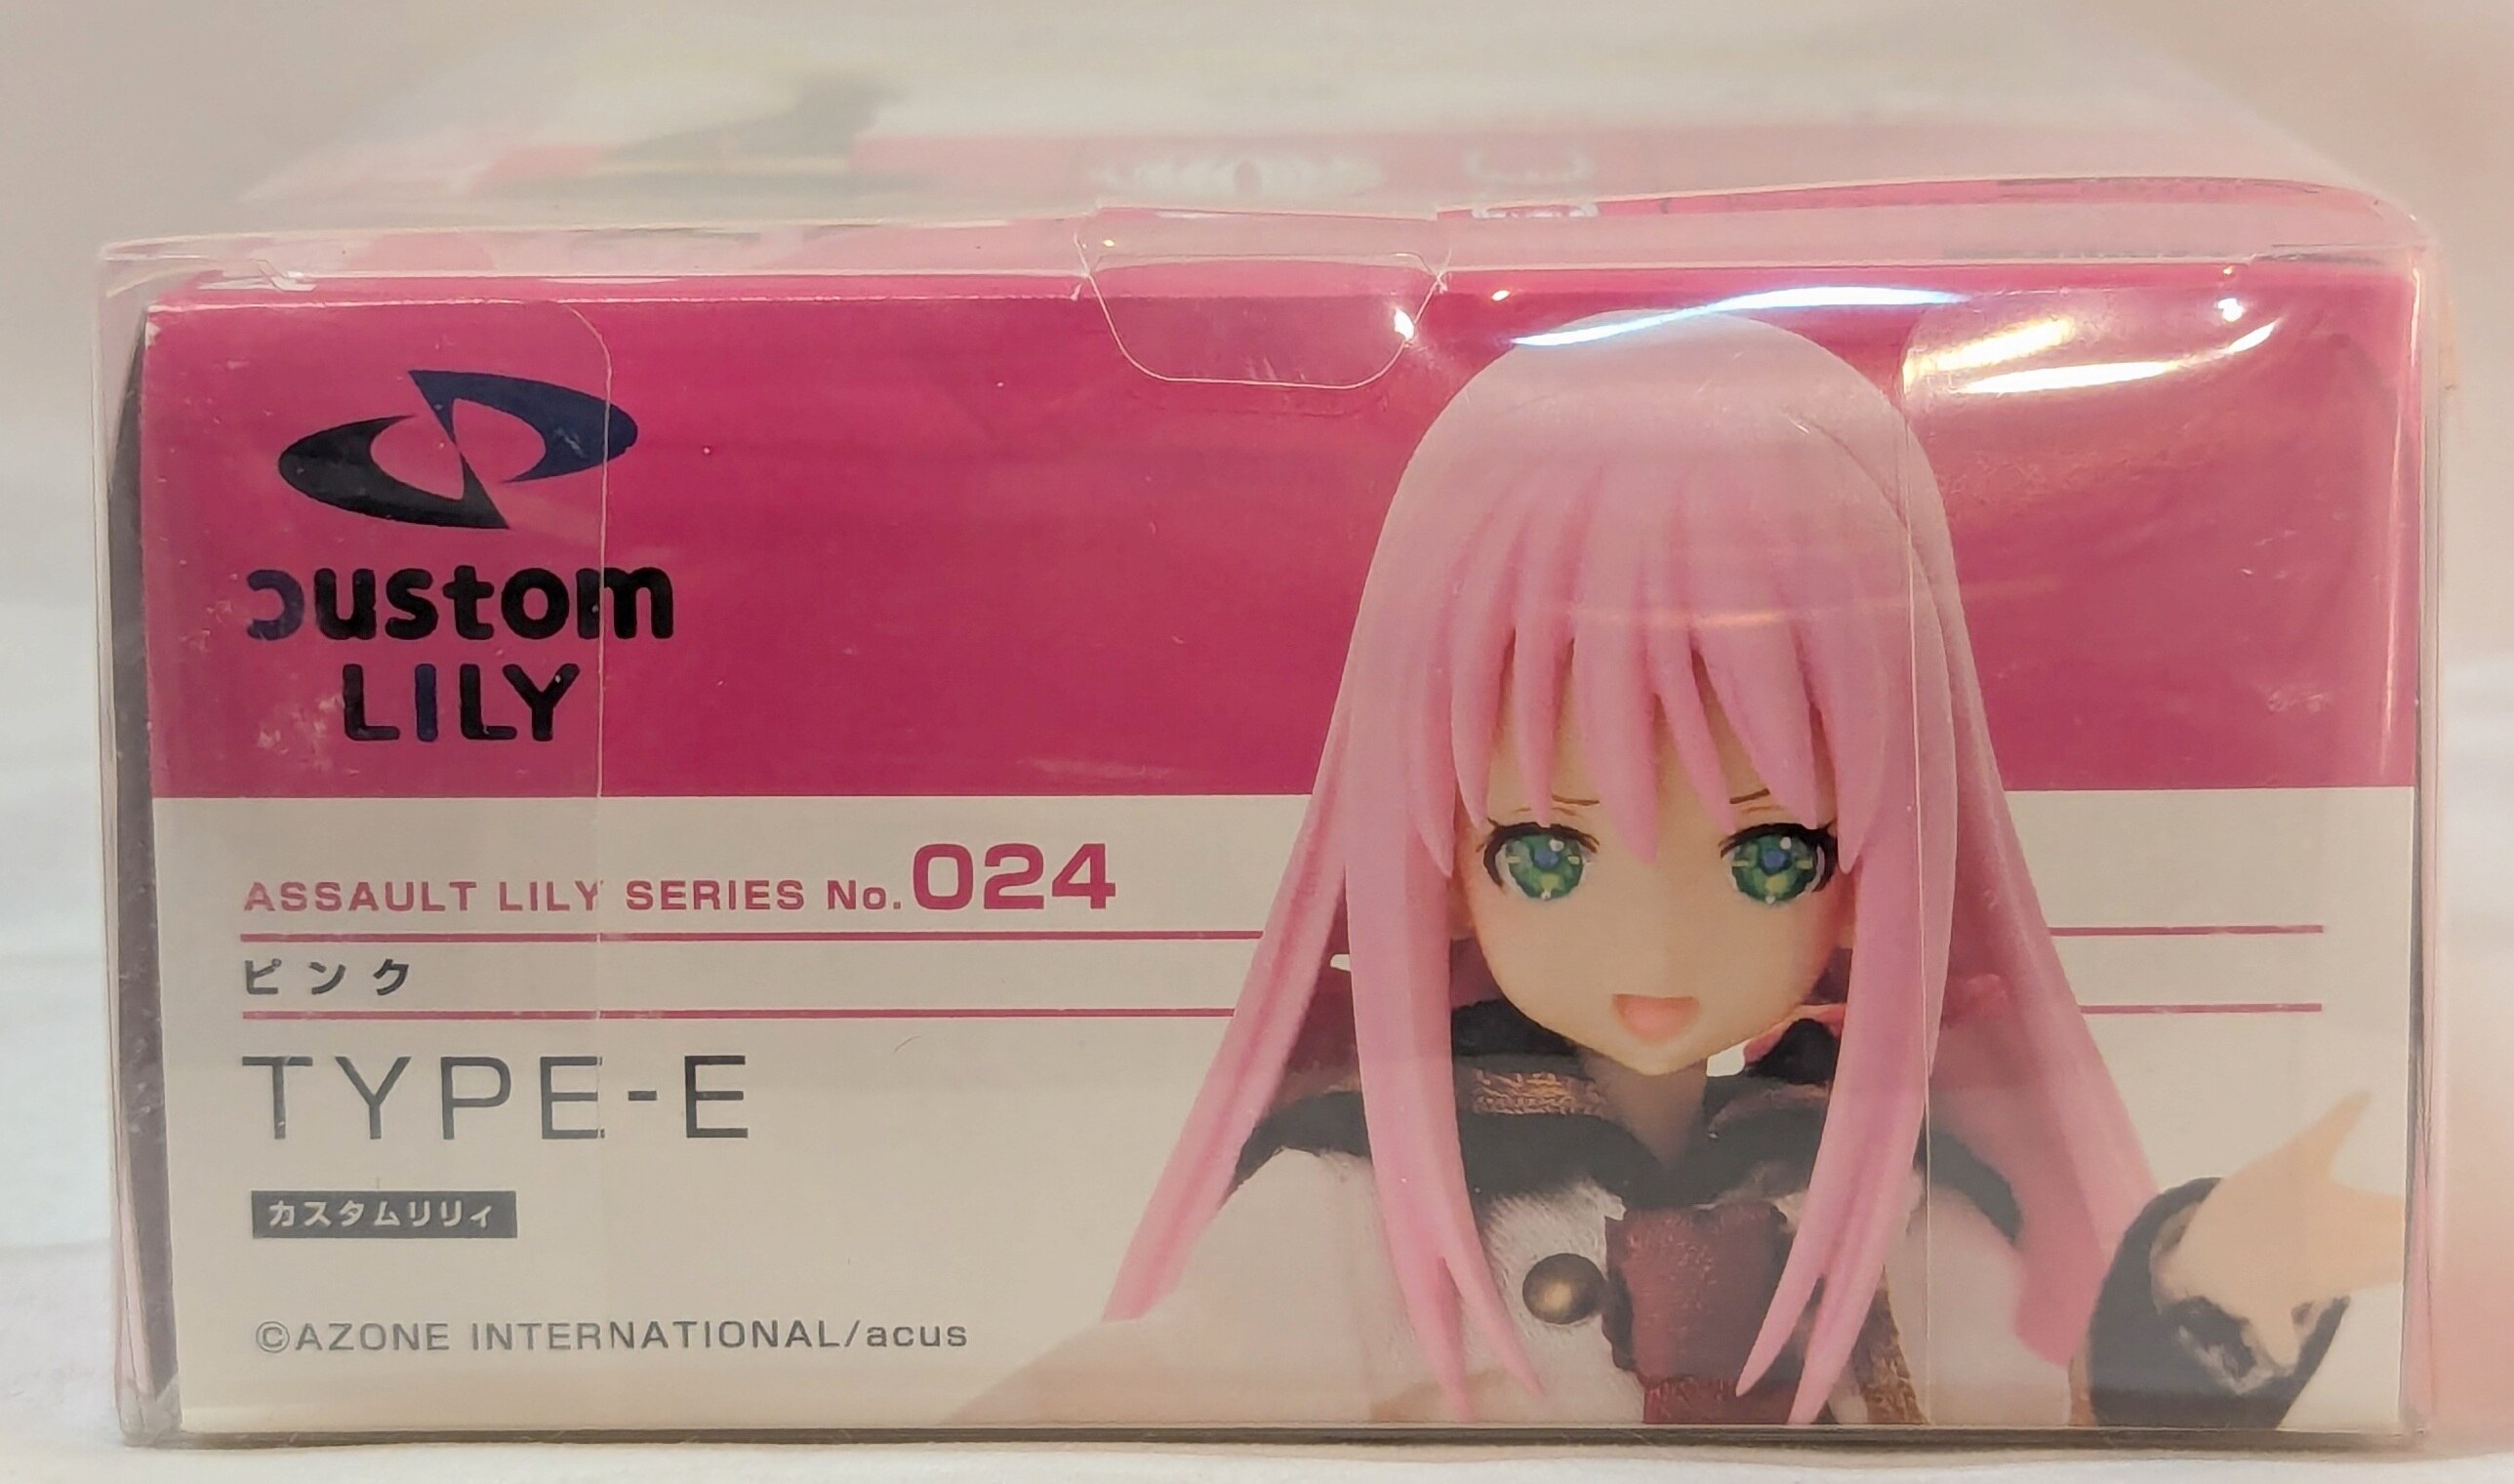 custom
LILY
ASSAULT LILY SERIES No.024
ピンク
TYPE-E
カスタムリリィ
©AZONE INTERNATIONAL/acus